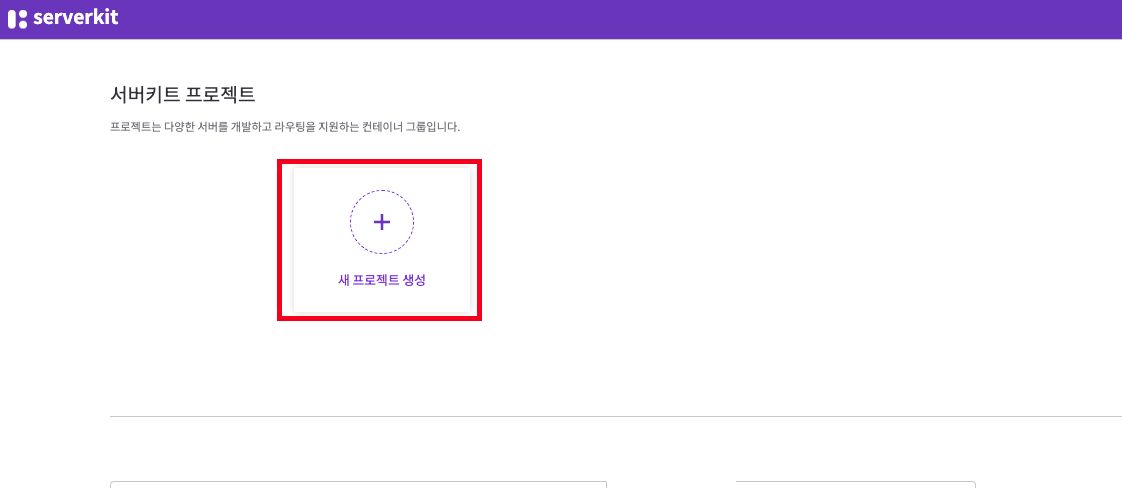 serverkit
서버키트 프로젝트
프로젝트는 다양한 서버를 개발하고 라우팅을 지원하는 컨테이너 그룹입니다.
새 프로젝트 생성